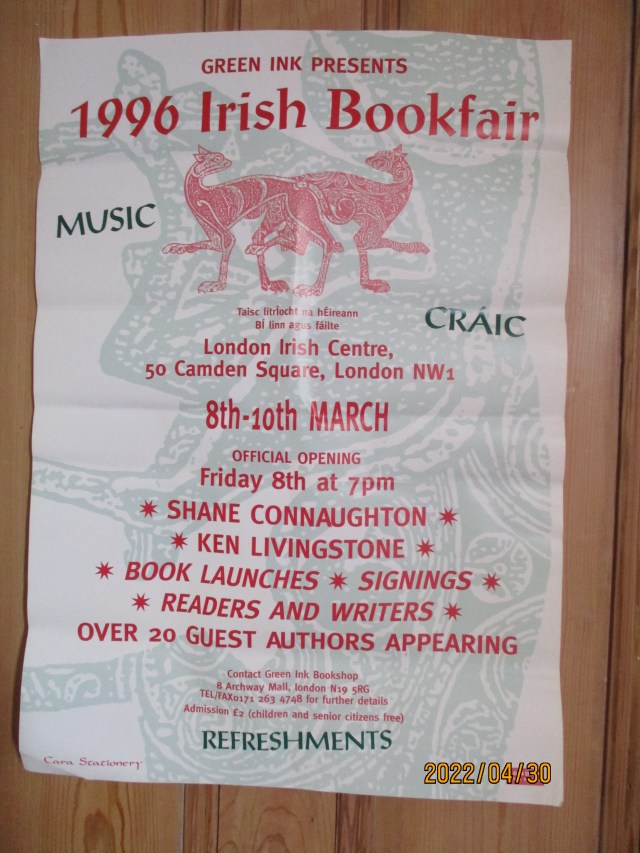 GREEN INK PRESENTS
1996 Irish Bookfair
MUSIC
Taisc litríocht na hÉireann
Bí linn agus fáilte
CRÁIC
London Irish Centre,
50 Camden Square, London NW1
8th-10th MARCH
OFFICIAL OPENING
Friday 8th at 7pm
✷ SHANE CONNAUGHTON ✷
✷ KEN LIVINGSTONE ✷
✷ BOOK LAUNCHES ✷ SIGNINGS ✷
✷ READERS AND WRITERS ✷
OVER 20 GUEST AUTHORS APPEARING
Contact Green Ink Bookshop
8 Archway Mall, london N19 5RG
TEL/FAX0171 263 4748 for further details
Admission £2 (children and senior citizens free)
REFRESHMENTS
Cara Stationery
2022/04/30